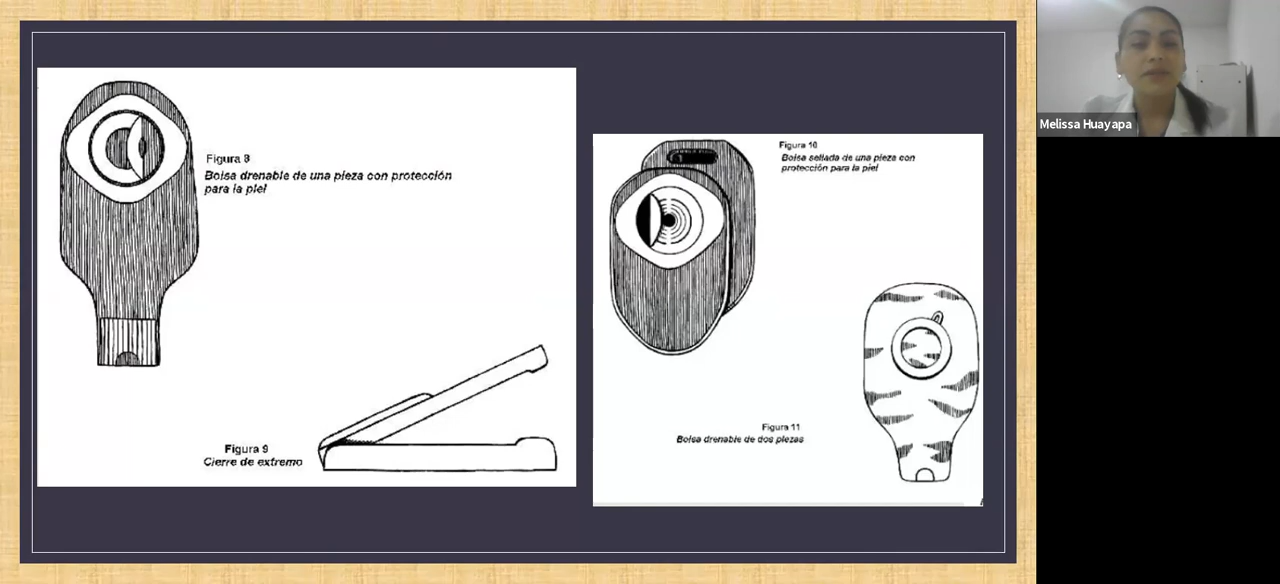 Figura 8
Bolsa drenable de una pieza con protección
para la piel
Figura 9
Cierre de extremo
Figura 10
Bolsa sellada de una pieza con
protección para la piel
Figura 11
Bolsa drenable de dos piezas
Melissa Huayapa